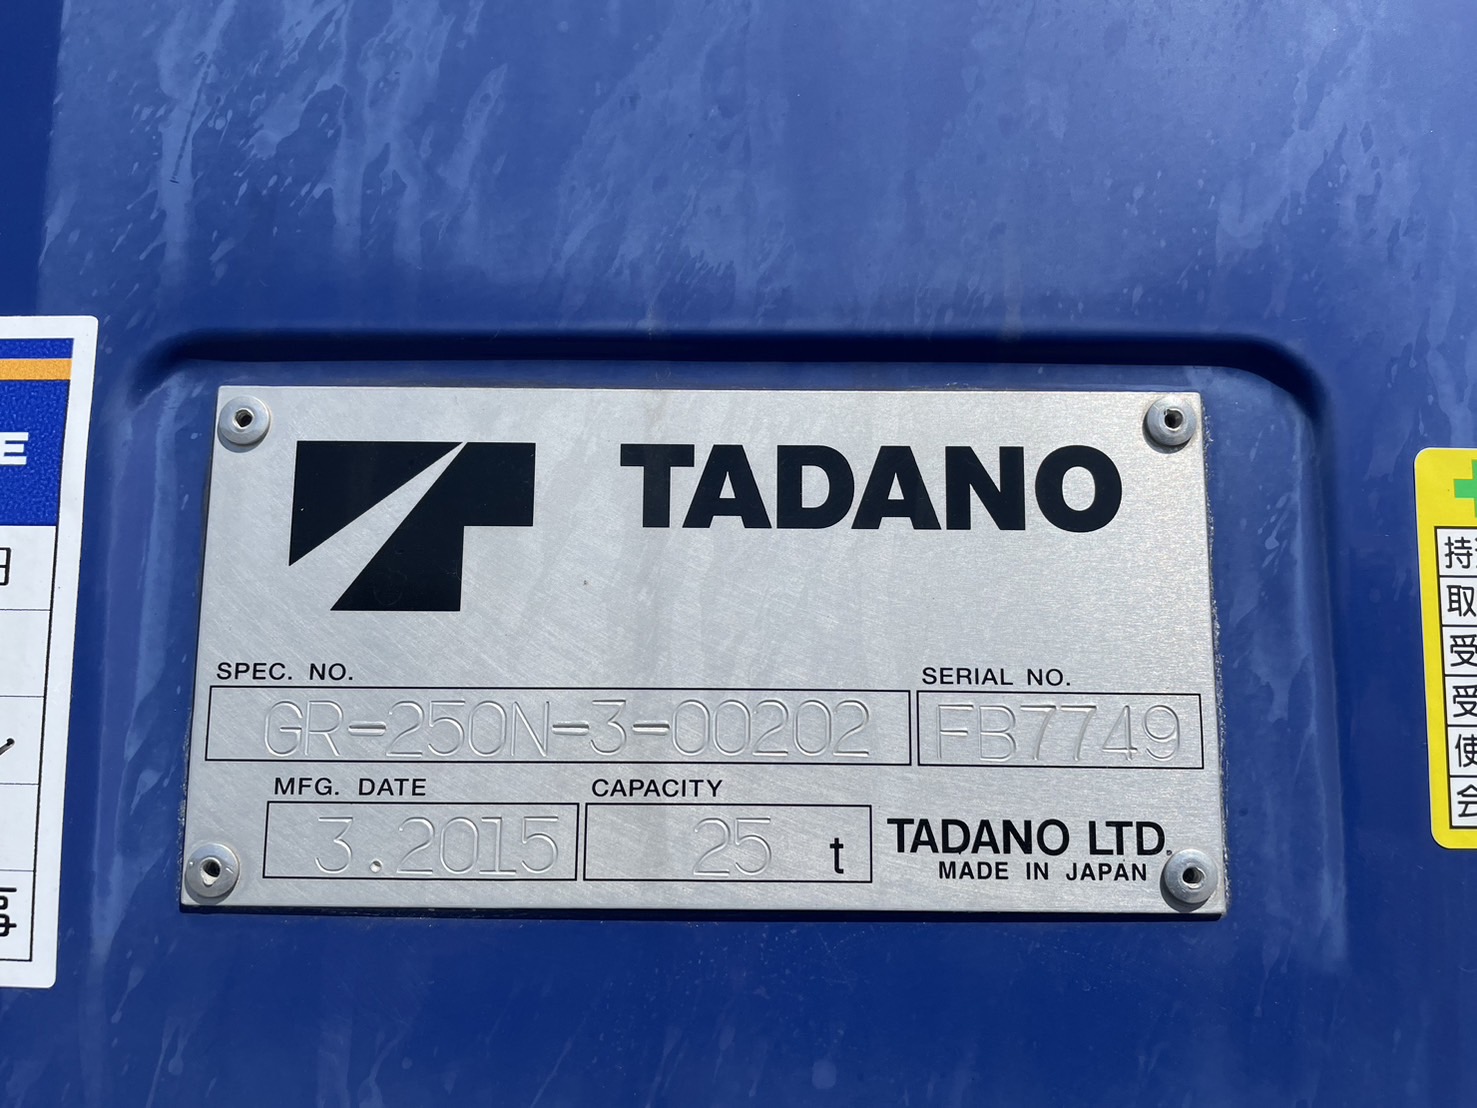 TADANO
SPEC. NO.
SERIAL NO.
GR-250N-3-00202
FB7749
MFG. DATE
CAPACITY
3.2015
25 t
TADANO LTD.
MADE IN JAPAN
E
月
持
取
受
受
使
会